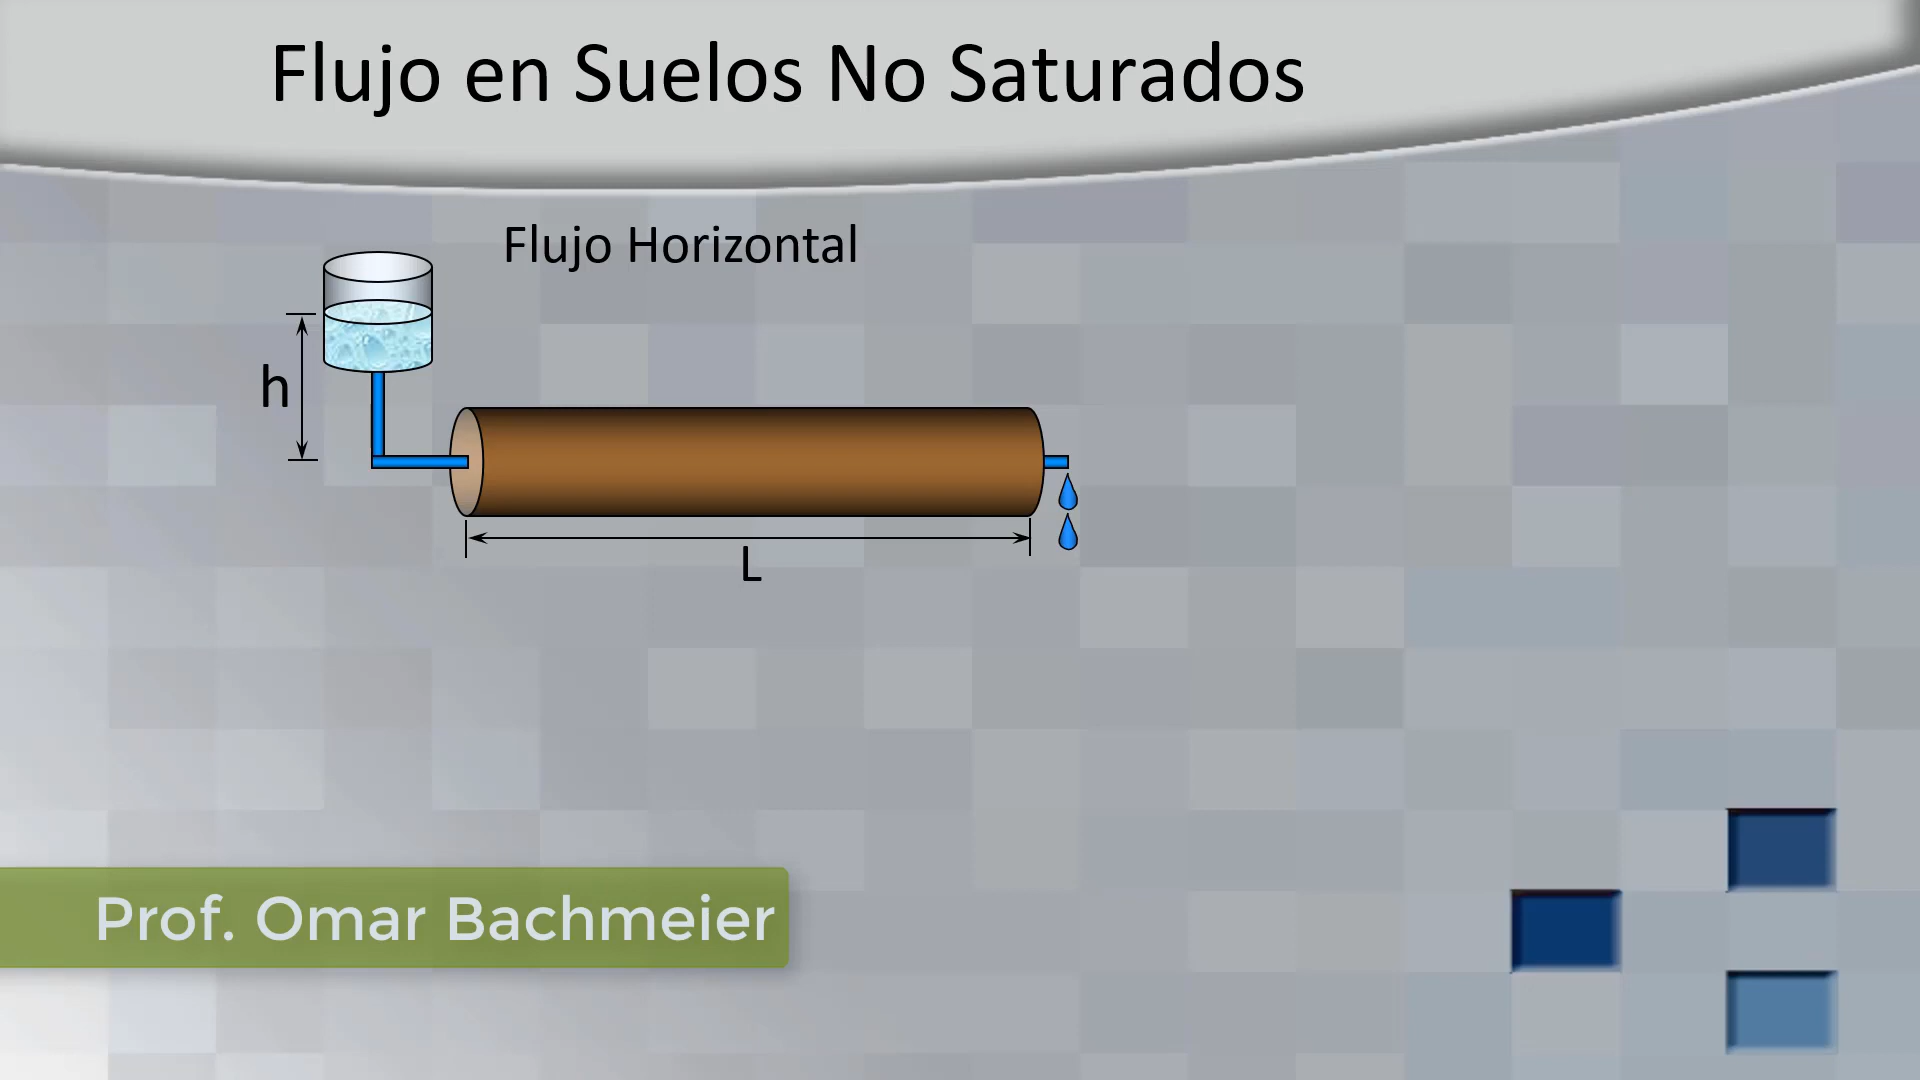 Flujo en Suelos No Saturados
Flujo Horizontal
h
L
Prof. Omar Bachmeier